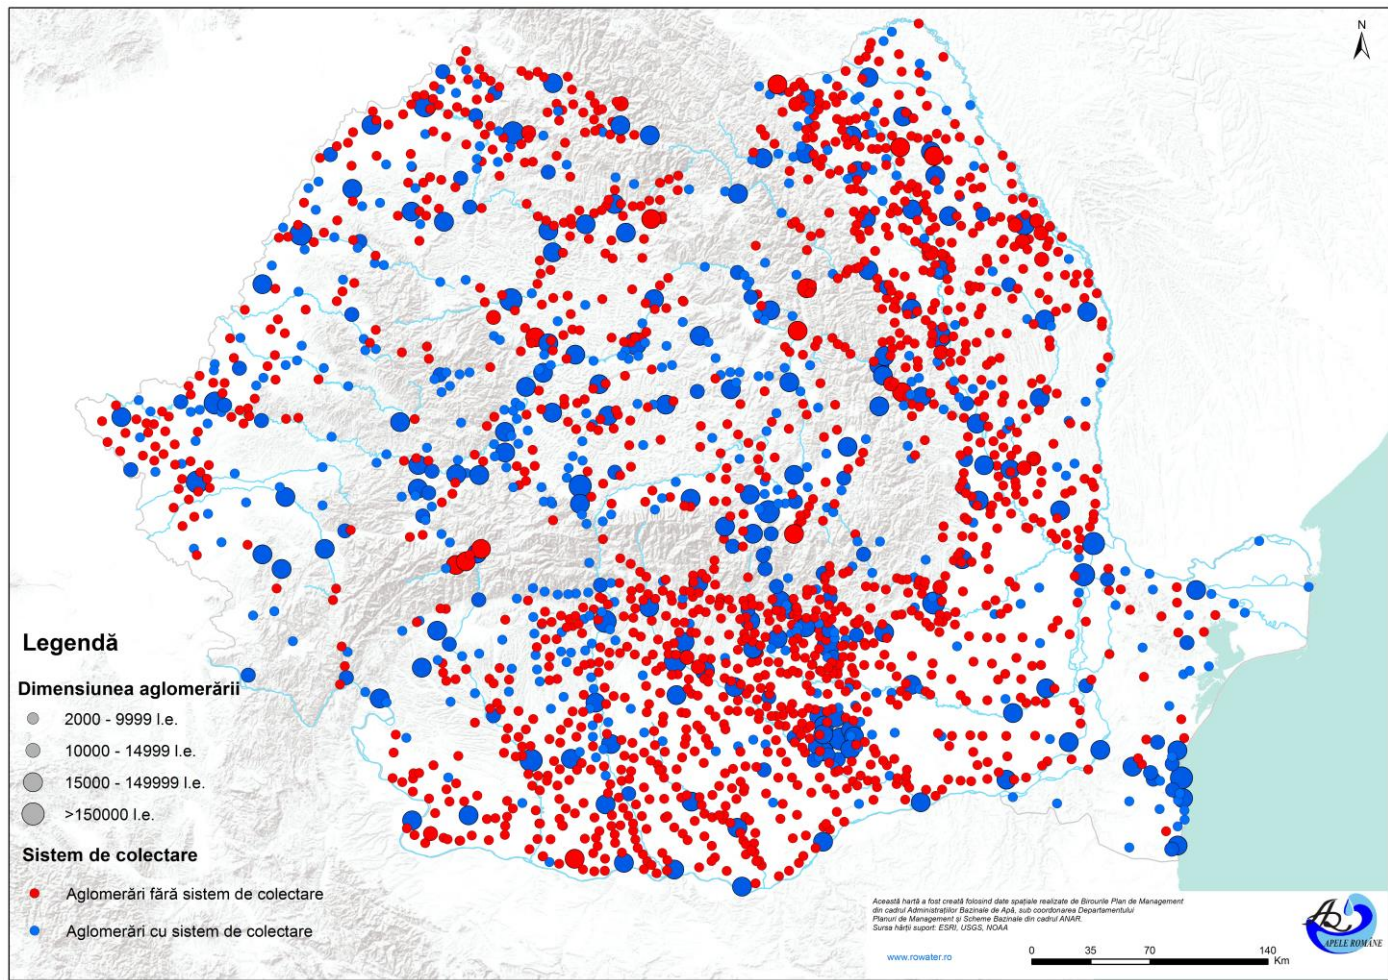 N
Legendă
Dimensiunea aglomerării
2000 - 9999 l.e.
10000 - 14999 l.e.
15000 - 149999 l.e.
>150000 l.e.
Sistem de colectare
Aglomerări fără sistem de colectare
Aglomerări cu sistem de colectare
Această hartă a fost creată folosind date spațiale realizate de Birourile Plan de Management
din cadrul Administrațiilor Bazinale de Apă, sub coordonarea Departamentului
Planuri de Management și Scheme Bazinale din cadrul ANAR.
Sursa hărții suport: ESRI, USGS, NOAA
www.rowater.ro
0 35 70 140
Km
APELE ROMÂNE